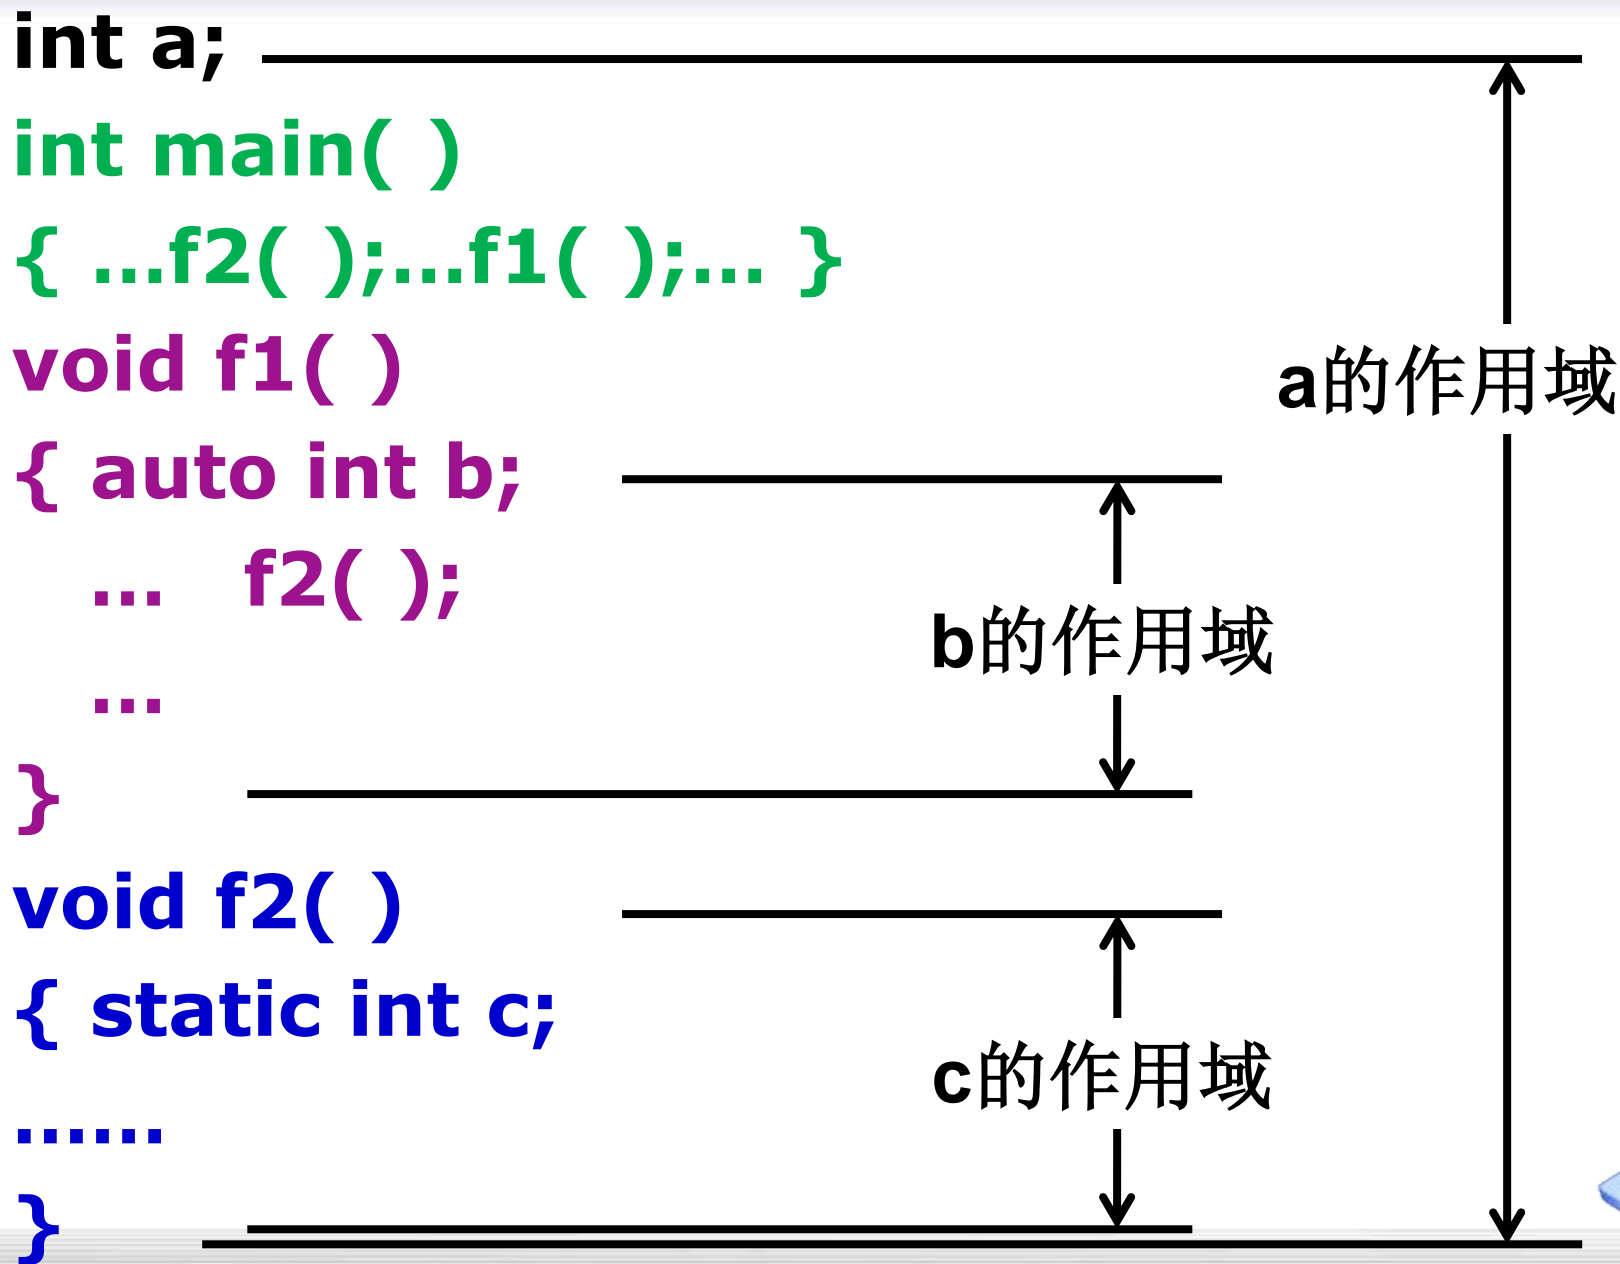 int a;
int main( )
{ …f2( );…f1( );… }
void f1( )
a的作用域
{ auto int b;
… f2( );
b的作用域
…
}
void f2( )
{ static int c;
c的作用域
……
}